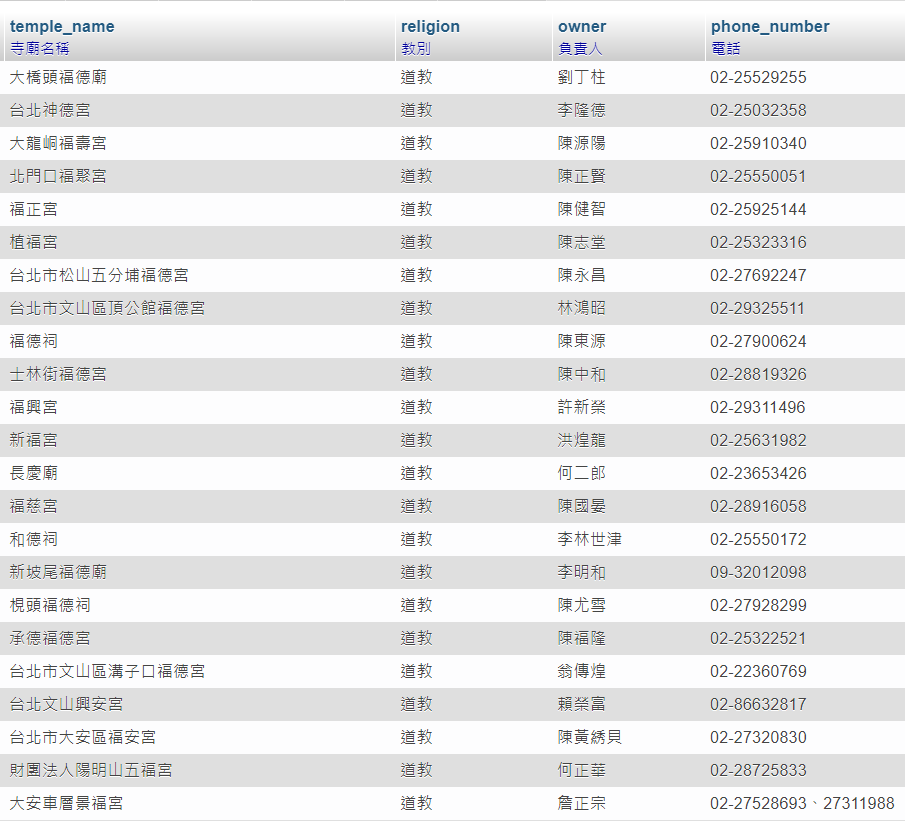 temple_name religion owner phone_number
寺廟名稱 教別 負責人 電話
大橋頭福德廟 道教 劉丁柱 02-25529255
台北神德宮 道教 李隆德 02-25032358
大龍峒福壽宮 道教 陳源陽 02-25910340
北門口福聚宮 道教 陳正賢 02-25550051
福正宮 道教 陳健智 02-25925144
植福宮 道教 陳志堂 02-25323316
台北市松山五分埔福德宮 道教 陳永昌 02-27692247
台北市文山區頂公館福德宮 道教 林鴻昭 02-29325511
福德祠 道教 陳東源 02-27900624
士林街福德宮 道教 陳中和 02-28819326
福興宮 道教 許新榮 02-29311496
新福宮 道教 洪煌龍 02-25631982
長慶廟 道教 何二郎 02-23653426
福慈宮 道教 陳國晏 02-28916058
和德祠 道教 李林世津 02-25550172
新坡尾福德廟 道教 李明和 09-32012098
梘頭福德祠 道教 陳尤雪 02-27928299
承德福德宮 道教 陳福隆 02-25322521
台北市文山區溝子口福德宮 道教 翁傳煌 02-22360769
台北文山興安宮 道教 賴榮富 02-86632817
台北市大安區福安宮 道教 陳黃綉貝 02-27320830
財團法人陽明山五福宮 道教 何正華 02-28725833
大安車層景福宮 道教 詹正宗 02-27528693、27311988